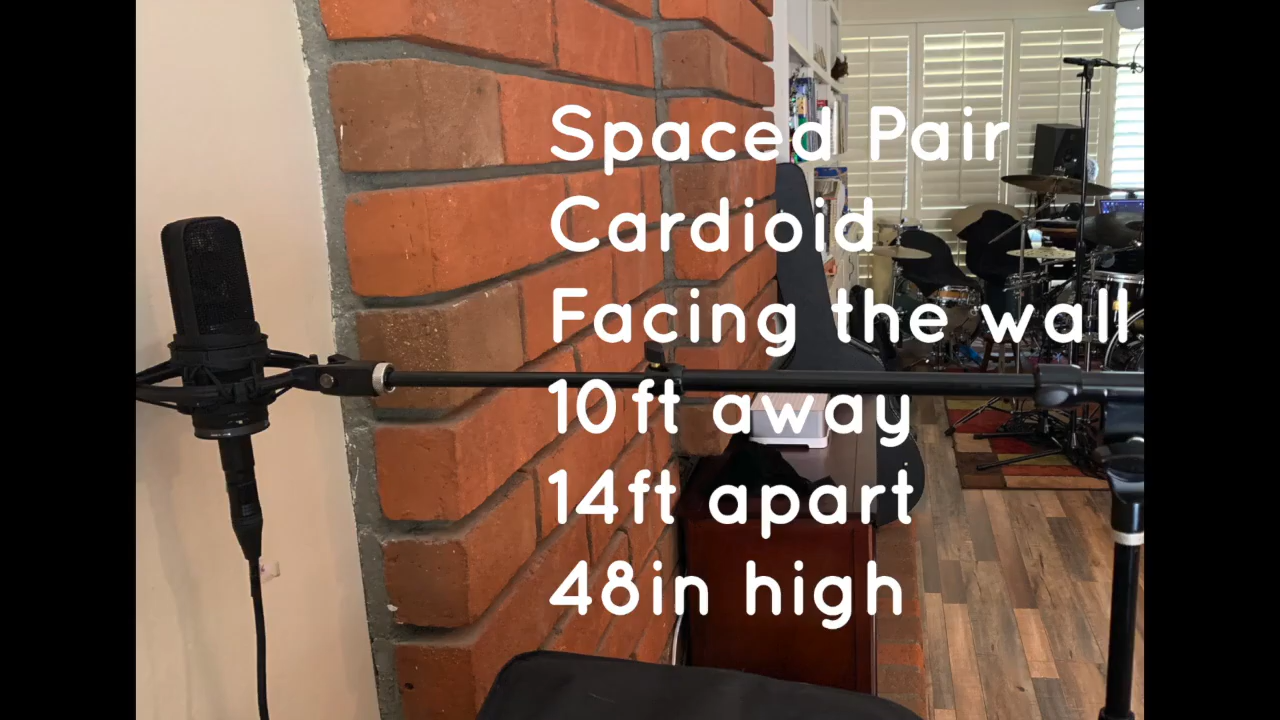 Spaced Pair
Cardioid
Facing the wall
10ft away
14ft apart
48in high